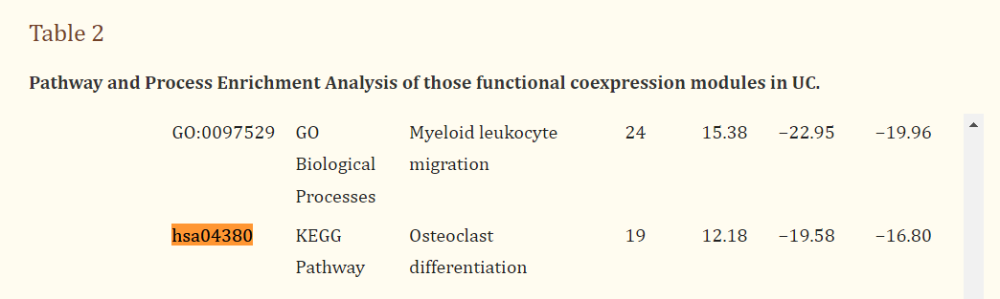 Table 2
Pathway and Process Enrichment Analysis of those functional coexpression modules in UC.
GO:0097529 GO Myeloid leukocyte 24 15.38 −22.95 −19.96
Biological migration
Processes
hsa04380 KEGG Osteoclast 19 12.18 −19.58 −16.80
Pathway differentiation